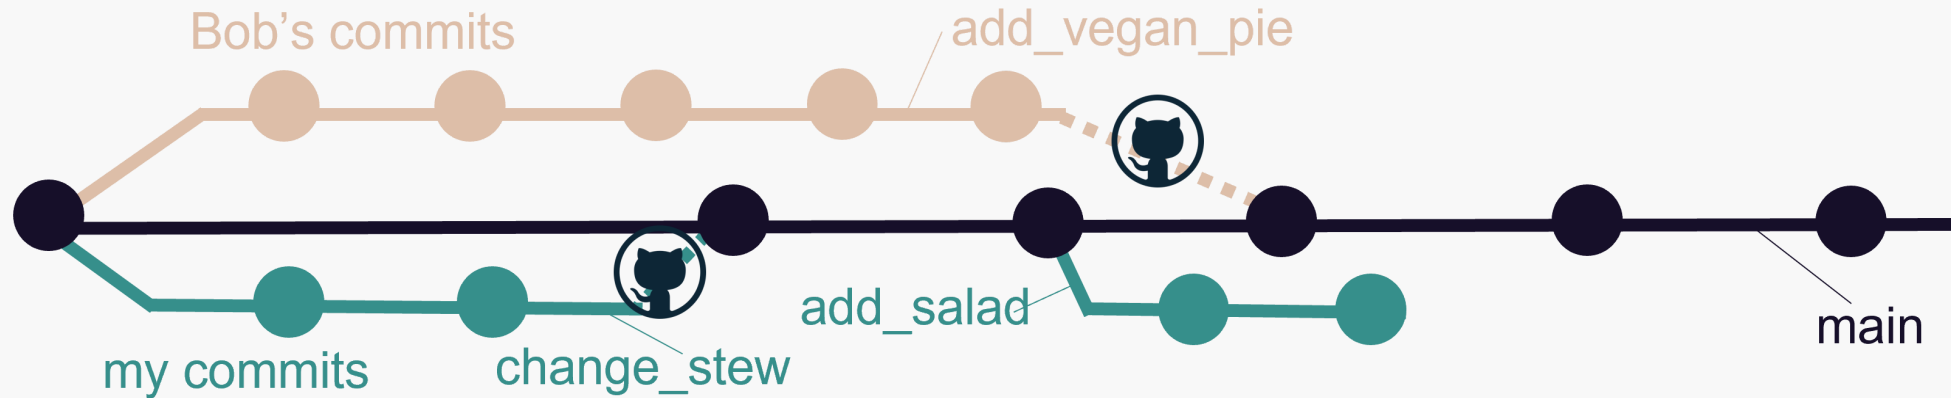 Bob’s commits
add_vegan_pie
add_salad
main
my commits
change_stew